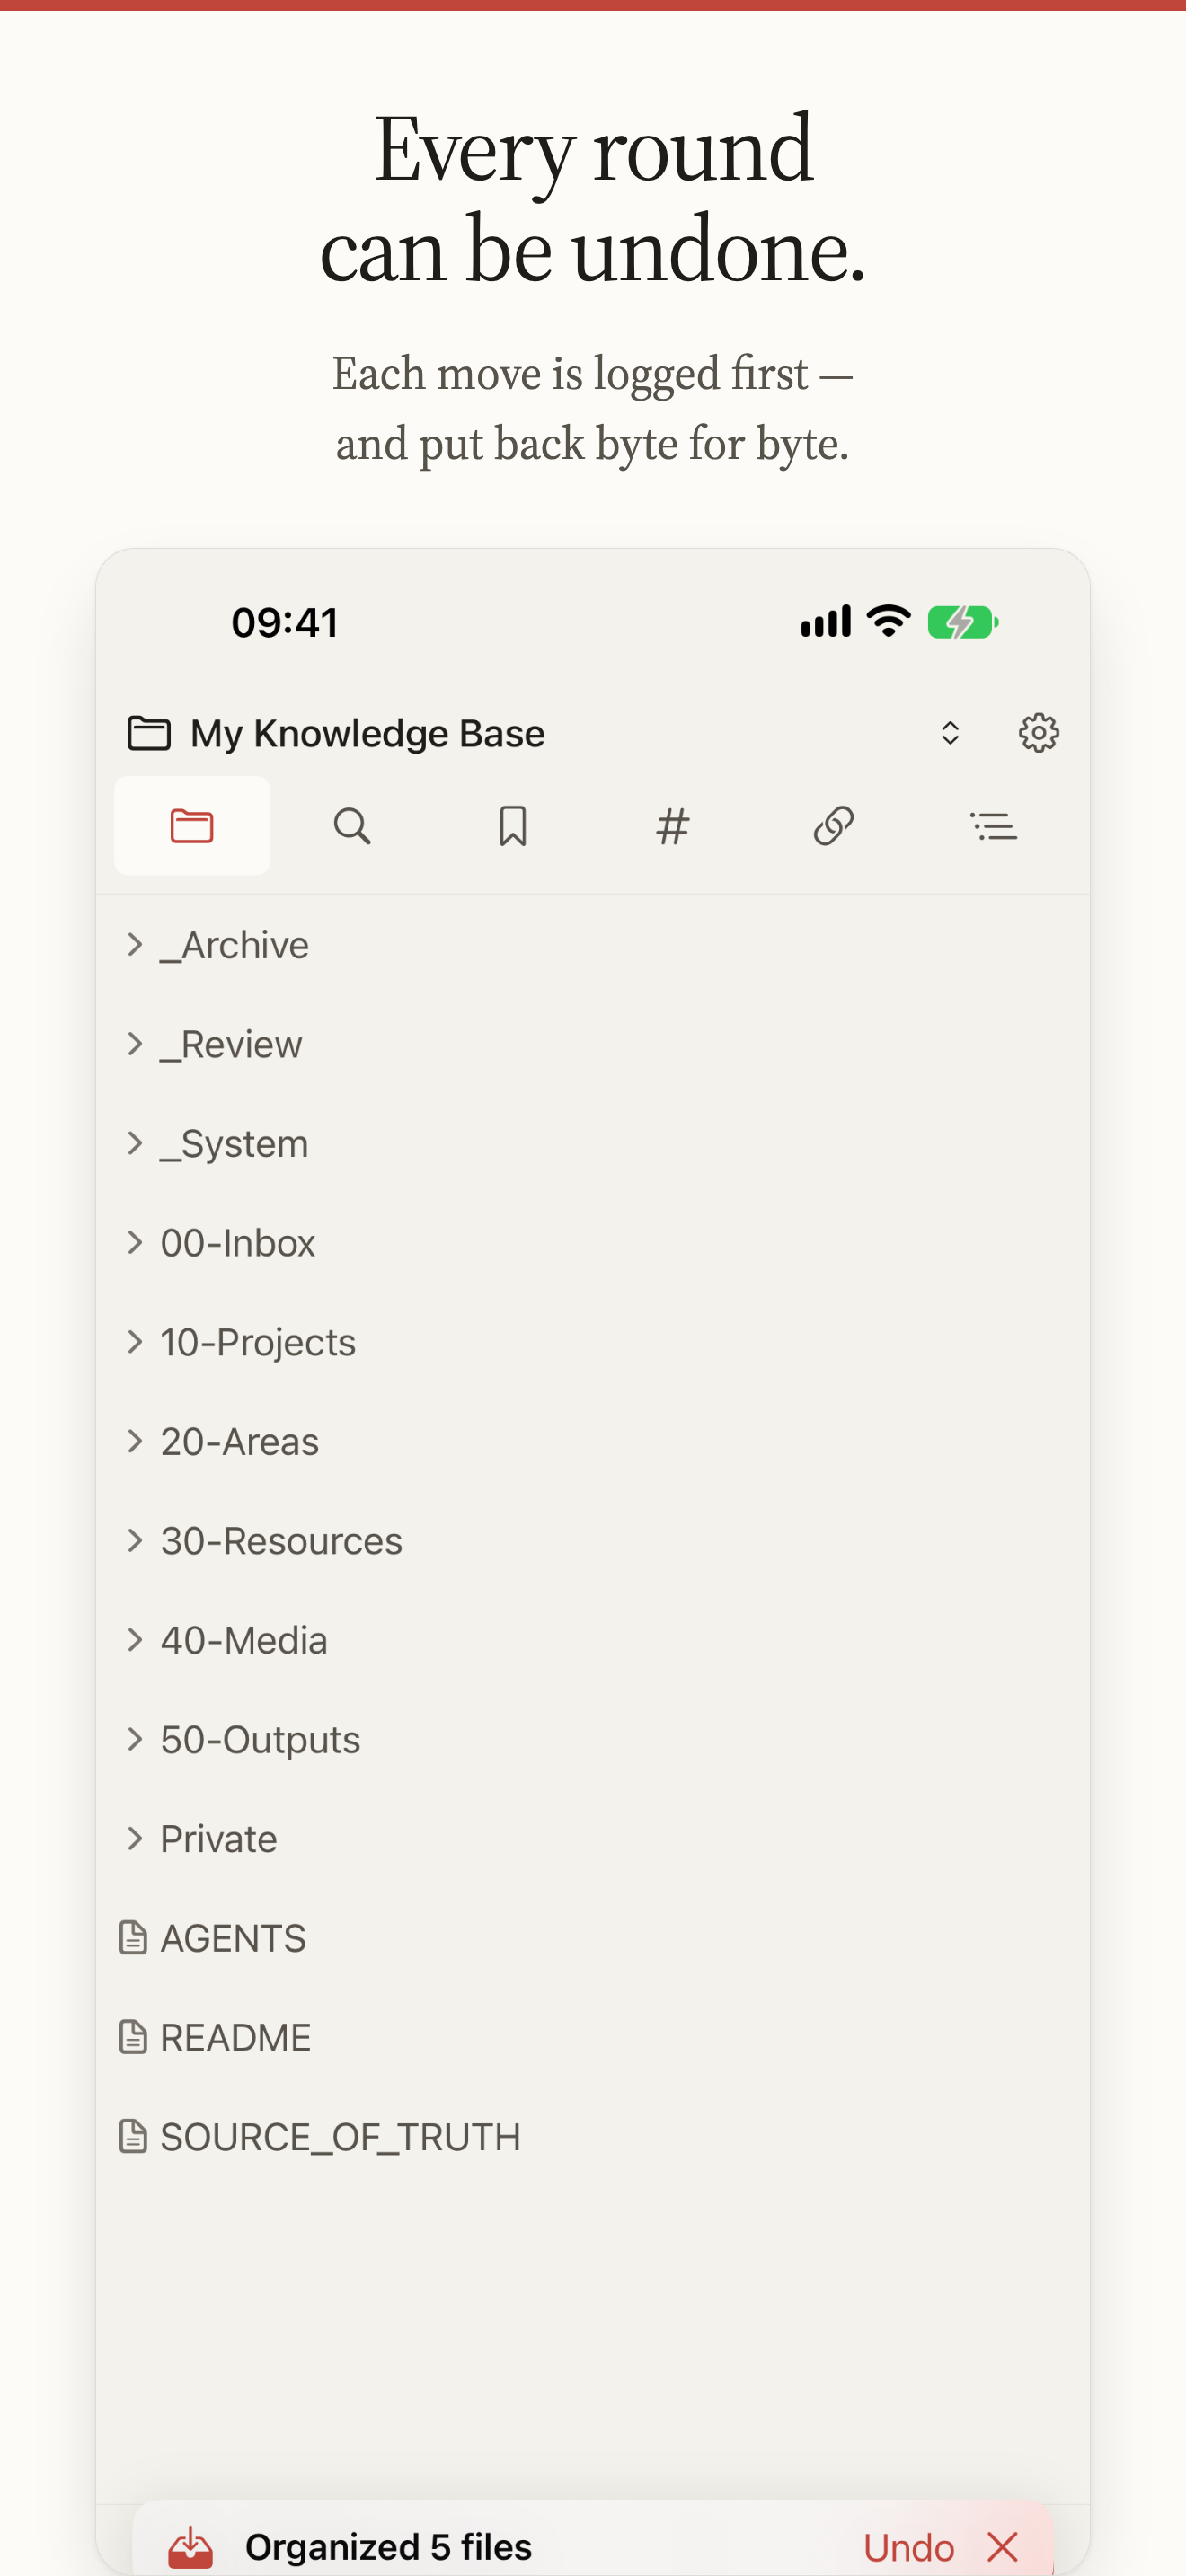 Every round
can be undone.
Each move is logged first —
and put back byte for byte.
09:41
My Knowledge Base
#
_Archive
_Review
_System
00-Inbox
10-Projects
20-Areas
30-Resources
40-Media
50-Outputs
Private
AGENTS
README
SOURCE_OF_TRUTH
Organized 5 files Undo